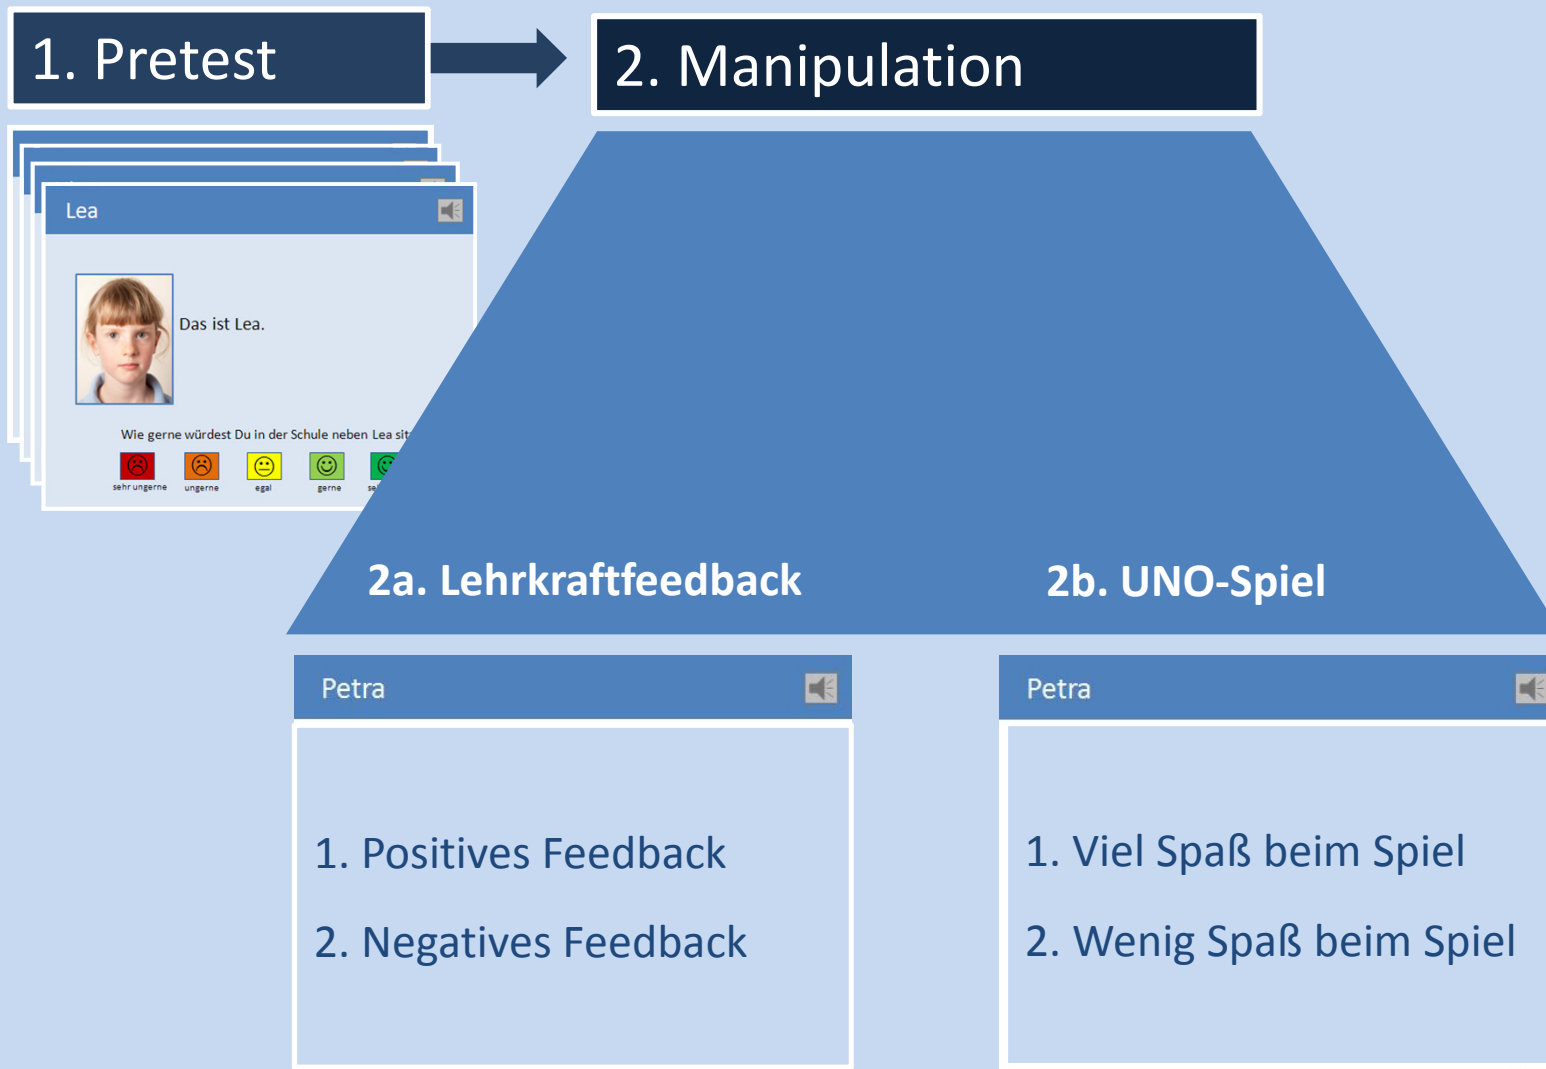 1. Pretest
2. Manipulation
Lea
Das ist Lea.
Wie gerne würdest Du in der Schule neben Lea
sehr ungerne
ungerne
egal
gerne
2a. Lehrkraftfeedback
2b. UNO-Spiel
Petra
1. Positives Feedback
2. Negatives Feedback
Petra
1. Viel Spaß beim Spiel
2. Wenig Spaß beim Spiel